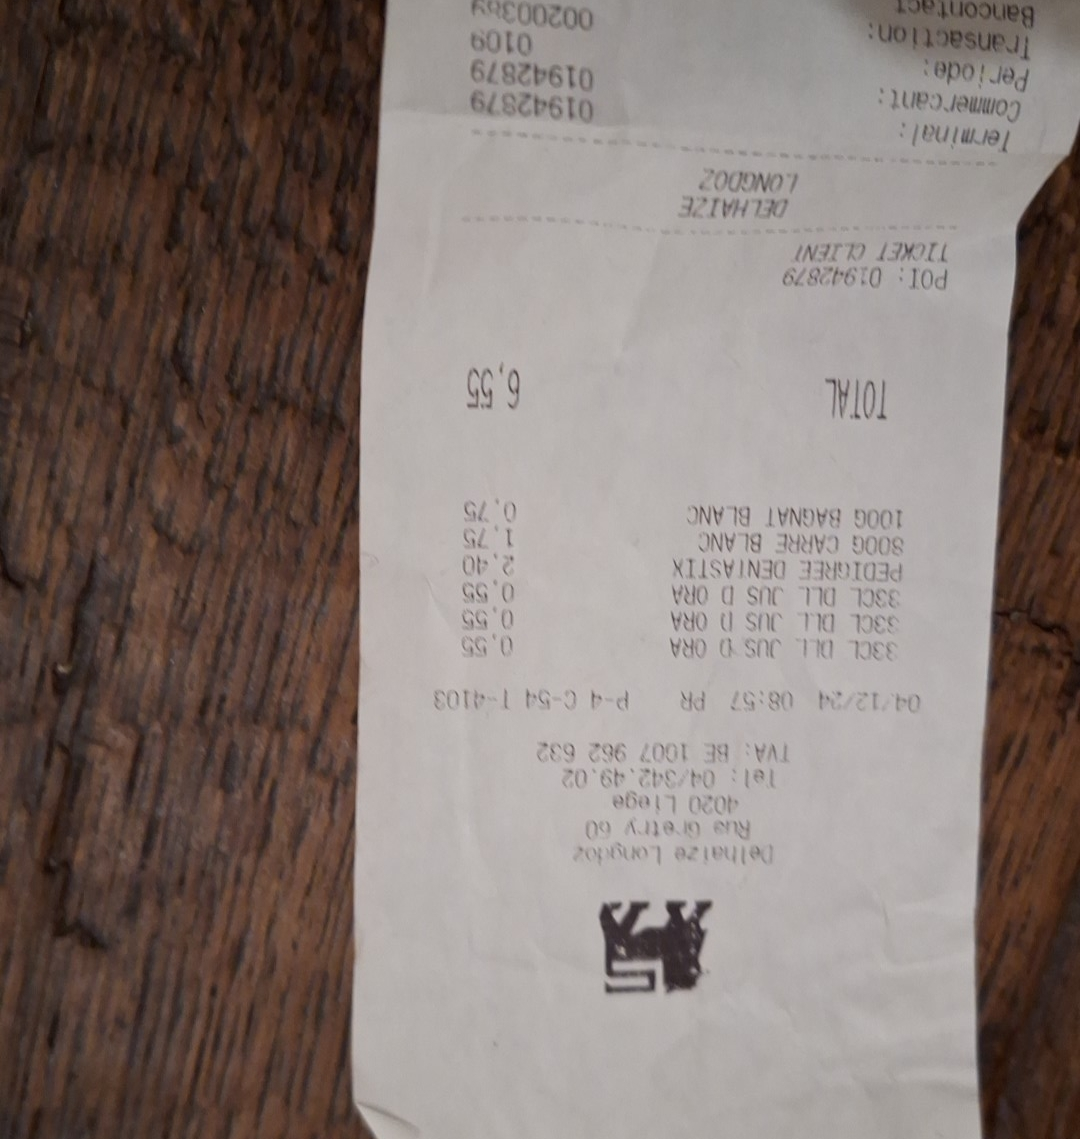 Delhaize Longdoz
Rue Gretry 60
4020 Liege
Tel: 04/342.49.02
TVA: BE 1007 962 632
04/12/24 08:57 PR P-4 C-54 T-4103
33CL DLL JUS D ORA 0,55
33CL DLL JUS D ORA 0,55
33CL DLL JUS D ORA 0,55
PEDIGREE DENTASTIX 2,40
800G CARRE BLANC 1,75
100G BAGNAT BLANC 0,75
TOTAL 6,55
POI: 01942879
TICKET CLIENT
DELHAIZE
LONGDOZ
Terminal: 01942879
Commercant: 01942879
Periode: 0109
Transaction: 00200389
Bancontact